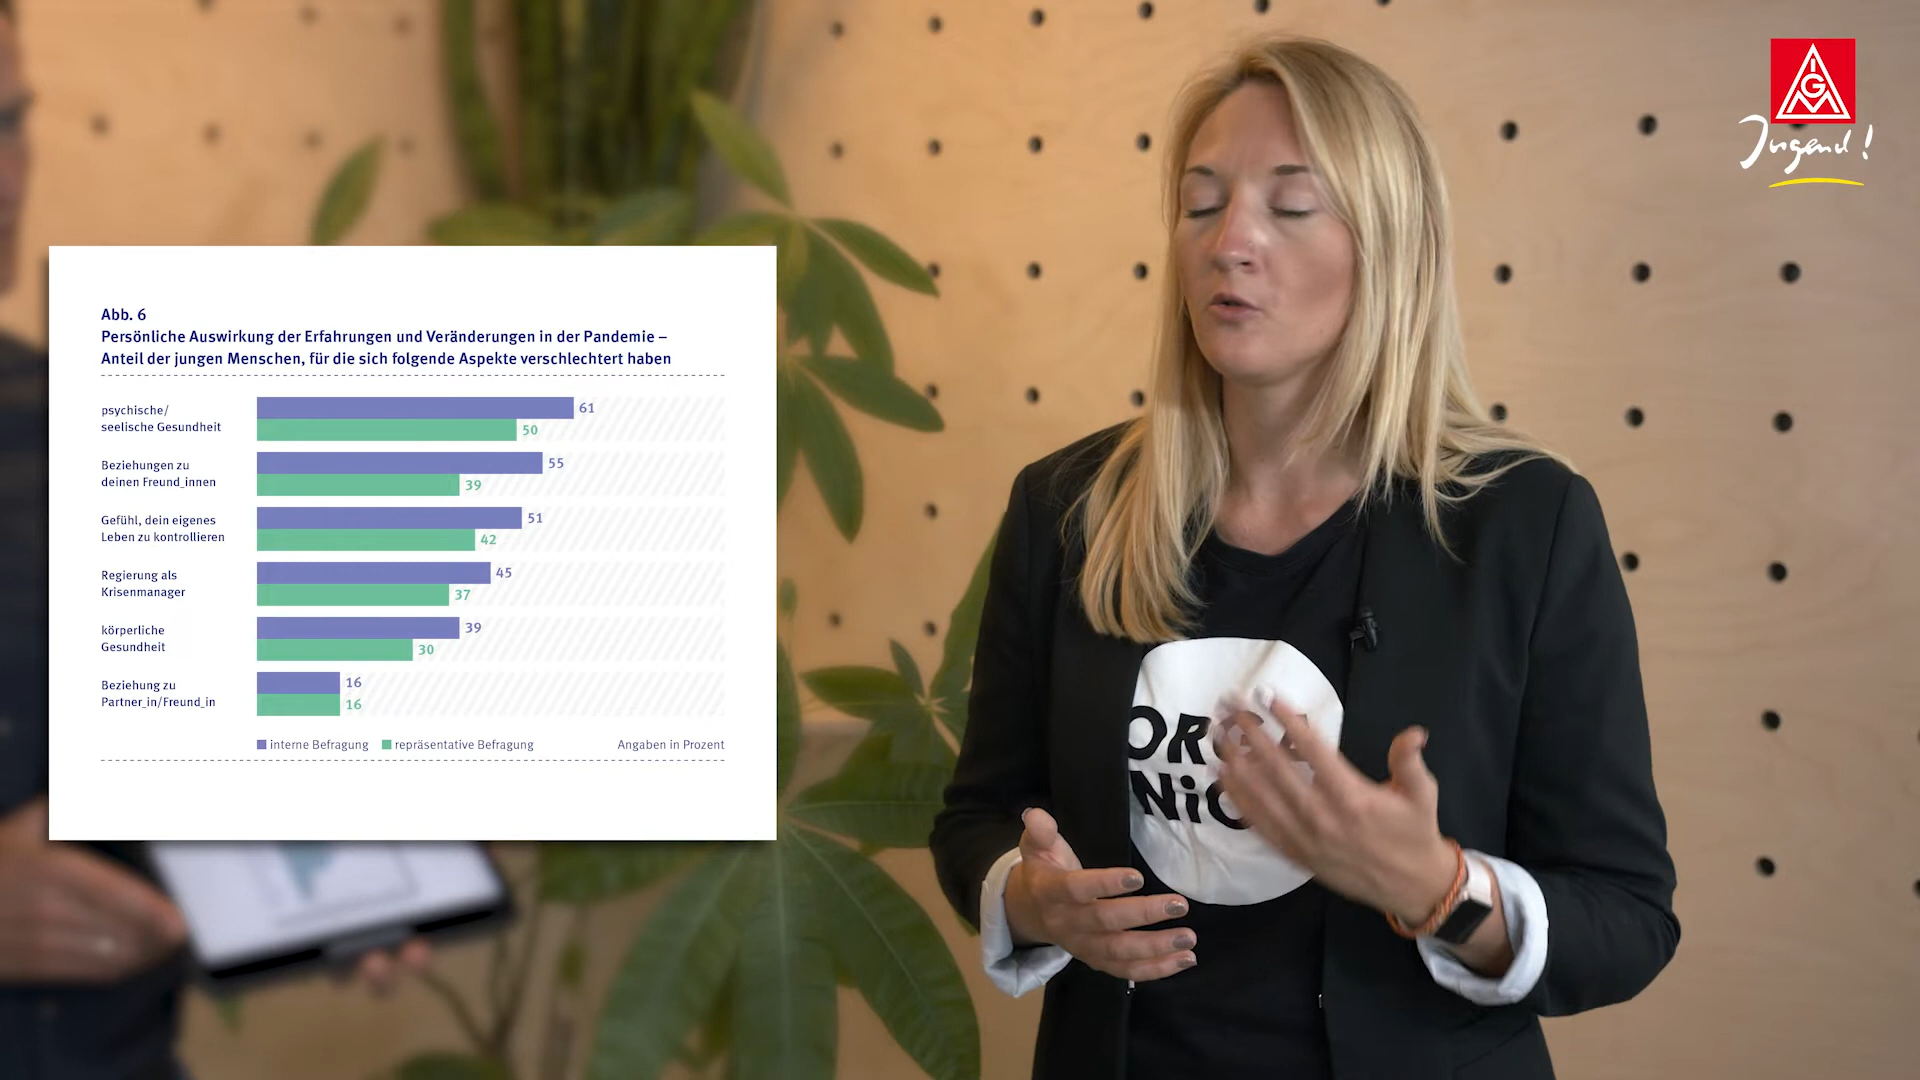 IGM
Jugend!
Abb. 6
Persönliche Auswirkung der Erfahrungen und Veränderungen in der Pandemie –
Anteil der jungen Menschen, für die sich folgende Aspekte verschlechtert haben
psychische/
seelische Gesundheit
61
50
Beziehungen zu
deinen Freund_innen
55
39
Gefühl, dein eigenes
Leben zu kontrollieren
51
42
Regierung als
Krisenmanager
45
37
körperliche
Gesundheit
39
30
Beziehung zu
Partner_in/Freund_in
16
16
interne Befragung repräsentative Befragung Angaben in Prozent